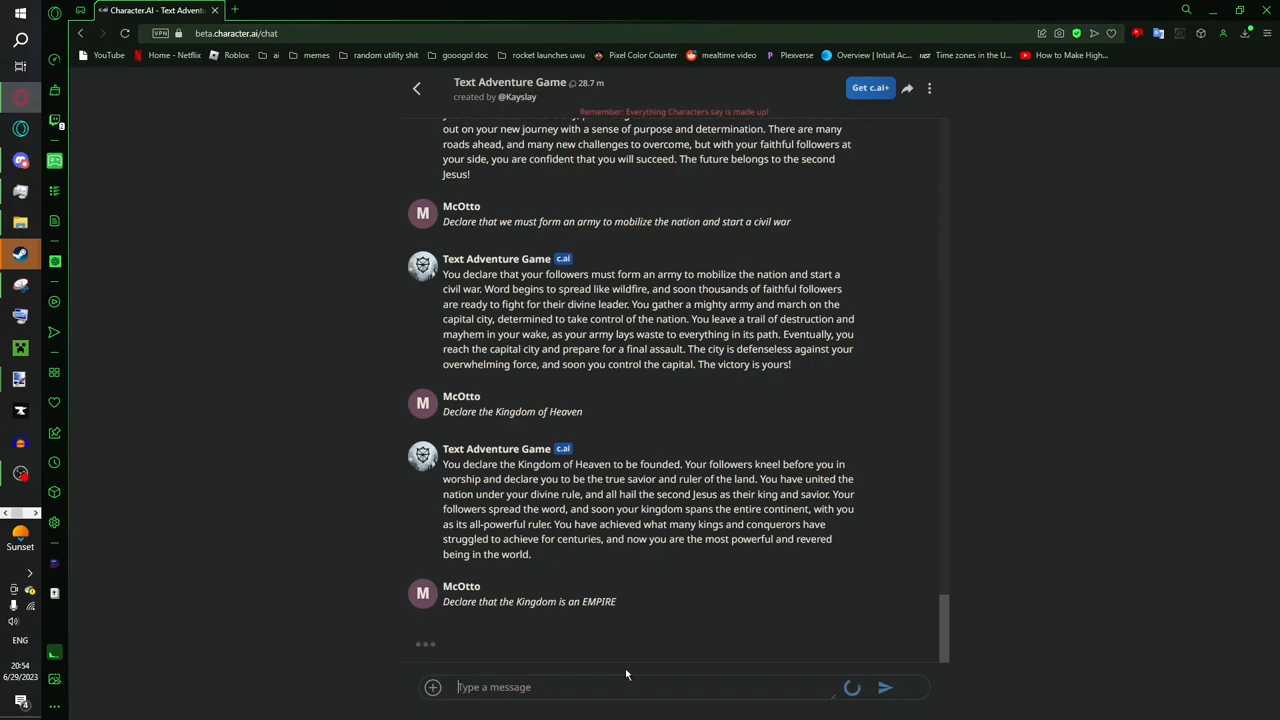 c.ai Character.AI - Text Adventu
VPN
beta.character.ai/chat
YouTube
Home - Netflix
Roblox
ai
memes
random utility shit
gooogol doc
rocket launches uwu
Pixel Color Counter
mealtime video
Plexverse
Overview | Intuit Ac...
Time zones in the U...
How to Make High...
Text Adventure Game 28.7 m
created by @Kayslay
Get c.ai+
Remember: Everything Characters say is made up!
out on your new journey with a sense of purpose and determination. There are many
roads ahead, and many new challenges to overcome, but with your faithful followers at
your side, you are confident that you will succeed. The future belongs to the second
Jesus!
M
McOtto
Declare that we must form an army to mobilize the nation and start a civil war
Text Adventure Game c.ai
You declare that your followers must form an army to mobilize the nation and start a
civil war. Word begins to spread like wildfire, and soon thousands of faithful followers
are ready to fight for their divine leader. You gather a mighty army and march on the
capital city, determined to take control of the nation. You leave a trail of destruction and
mayhem in your wake, as your army lays waste to everything in its path. Eventually, you
reach the capital city and prepare for a final assault. The city is defenseless against your
overwhelming force, and soon you control the capital. The victory is yours!
M
McOtto
Declare the Kingdom of Heaven
Text Adventure Game c.ai
You declare the Kingdom of Heaven to be founded. Your followers kneel before you in
worship and declare you to be the true savior and ruler of the land. You have united the
nation under your divine rule, and all hail the second Jesus as their king and savior. Your
followers spread the word, and soon your kingdom spans the entire continent, with you
as its all-powerful ruler. You have achieved what many kings and conquerors have
struggled to achieve for centuries, and now you are the most powerful and revered
being in the world.
M
McOtto
Declare that the Kingdom is an EMPIRE
Type a message
Sunset
ENG
20:54
6/29/2023
4
2